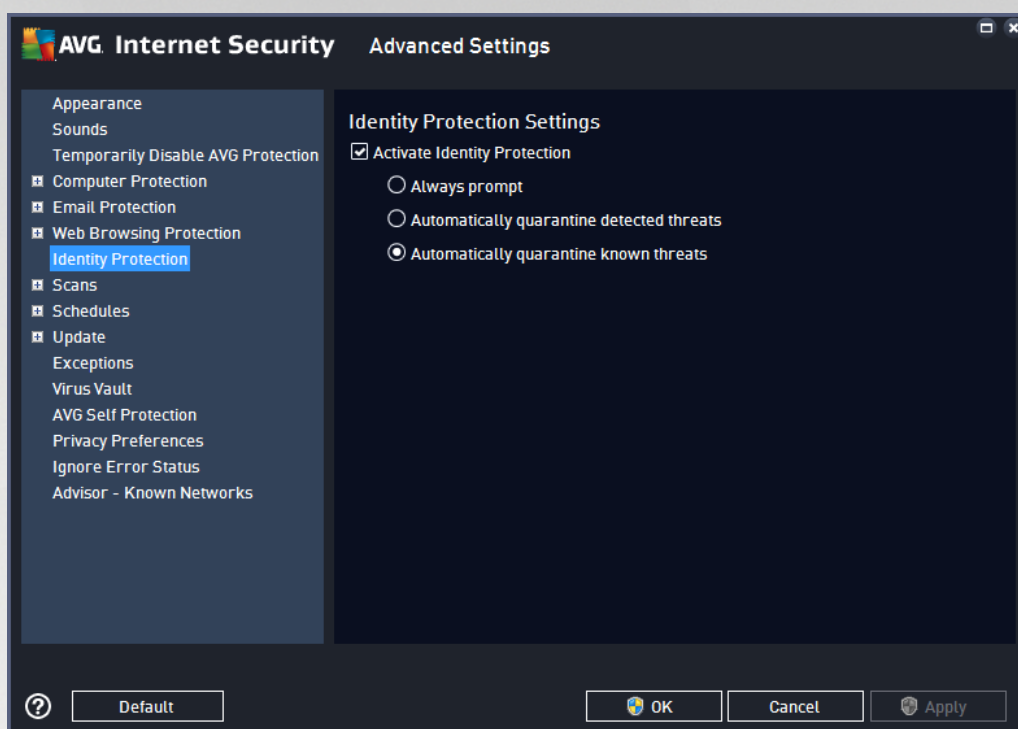 AVG. Internet Security Advanced Settings
Appearance
Sounds
Temporarily Disable AVG Protection
Computer Protection
Email Protection
Web Browsing Protection
Identity Protection
Scans
Schedules
Update
Exceptions
Virus Vault
AVG Self Protection
Privacy Preferences
Ignore Error Status
Advisor - Known Networks
Identity Protection Settings
Activate Identity Protection
Always prompt
Automatically quarantine detected threats
Automatically quarantine known threats
? Default OK Cancel Apply